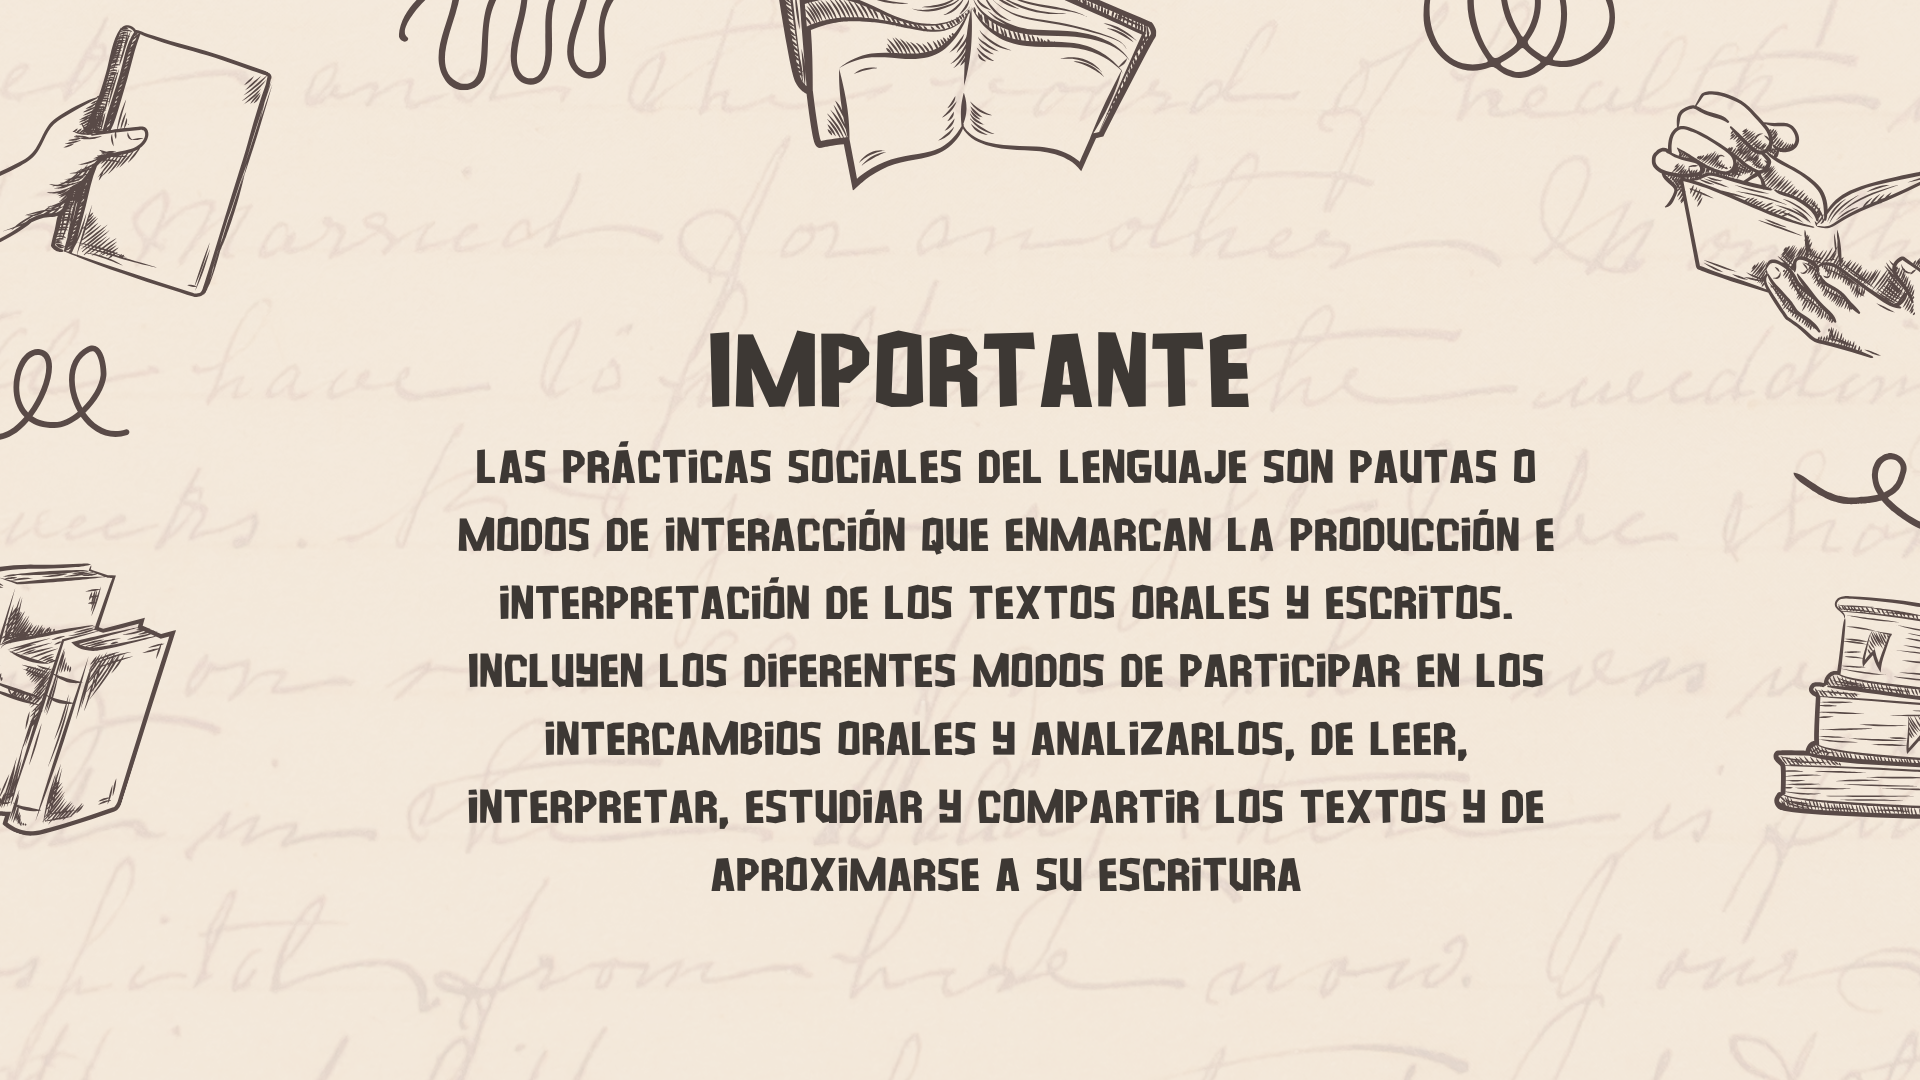 IMPORTANTE
LAS PRÁCTICAS SOCIALES DEL LENGUAJE SON PAUTAS O
MODOS DE INTERACCIÓN QUE ENMARCAN LA PRODUCCIÓN E
INTERPRETACIÓN DE LOS TEXTOS ORALES Y ESCRITOS.
INCLUYEN LOS DIFERENTES MODOS DE PARTICIPAR EN LOS
INTERCAMBIOS ORALES Y ANALIZARLOS, DE LEER,
INTERPRETAR, ESTUDIAR Y COMPARTIR LOS TEXTOS Y DE
APROXIMARSE A SU ESCRITURA